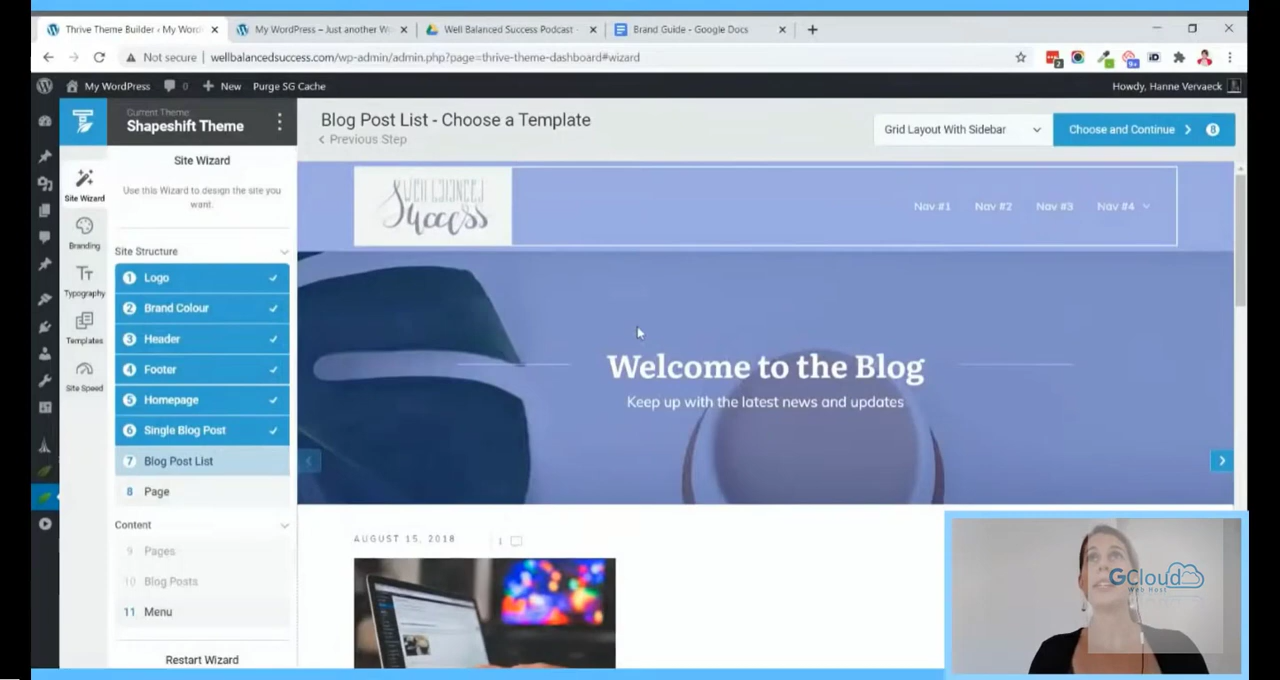 Thrive Theme Builder ‹ My Word
My WordPress – Just another W
Well Balanced Success Podcast -
Brand Guide - Google Docs
Not secure | wellbalancedsuccess.com/wp-admin/admin.php?page=thrive-theme-dashboard#wizard
2
9+
iD
My WordPress
0
New
Purge SG Cache
Howdy, Hanne Vervaeck
Current Theme
Shapeshift Theme
Blog Post List - Choose a Template
Previous Step
Grid Layout With Sidebar
Choose and Continue
8
Site Wizard
Use this Wizard to design the site you
want.
Site Wizard
Branding
Typography
Templates
Site Speed
Site Structure
1 Logo
2 Brand Colour
3 Header
4 Footer
5 Homepage
6 Single Blog Post
7 Blog Post List
8 Page
Content
9 Pages
10 Blog Posts
11 Menu
Restart Wizard
WELL BALANCED
Success
Nav #1
Nav #2
Nav #3
Nav #4
Welcome to the Blog
Keep up with the latest news and updates
AUGUST 15, 2018
1
GCloud
Web Host